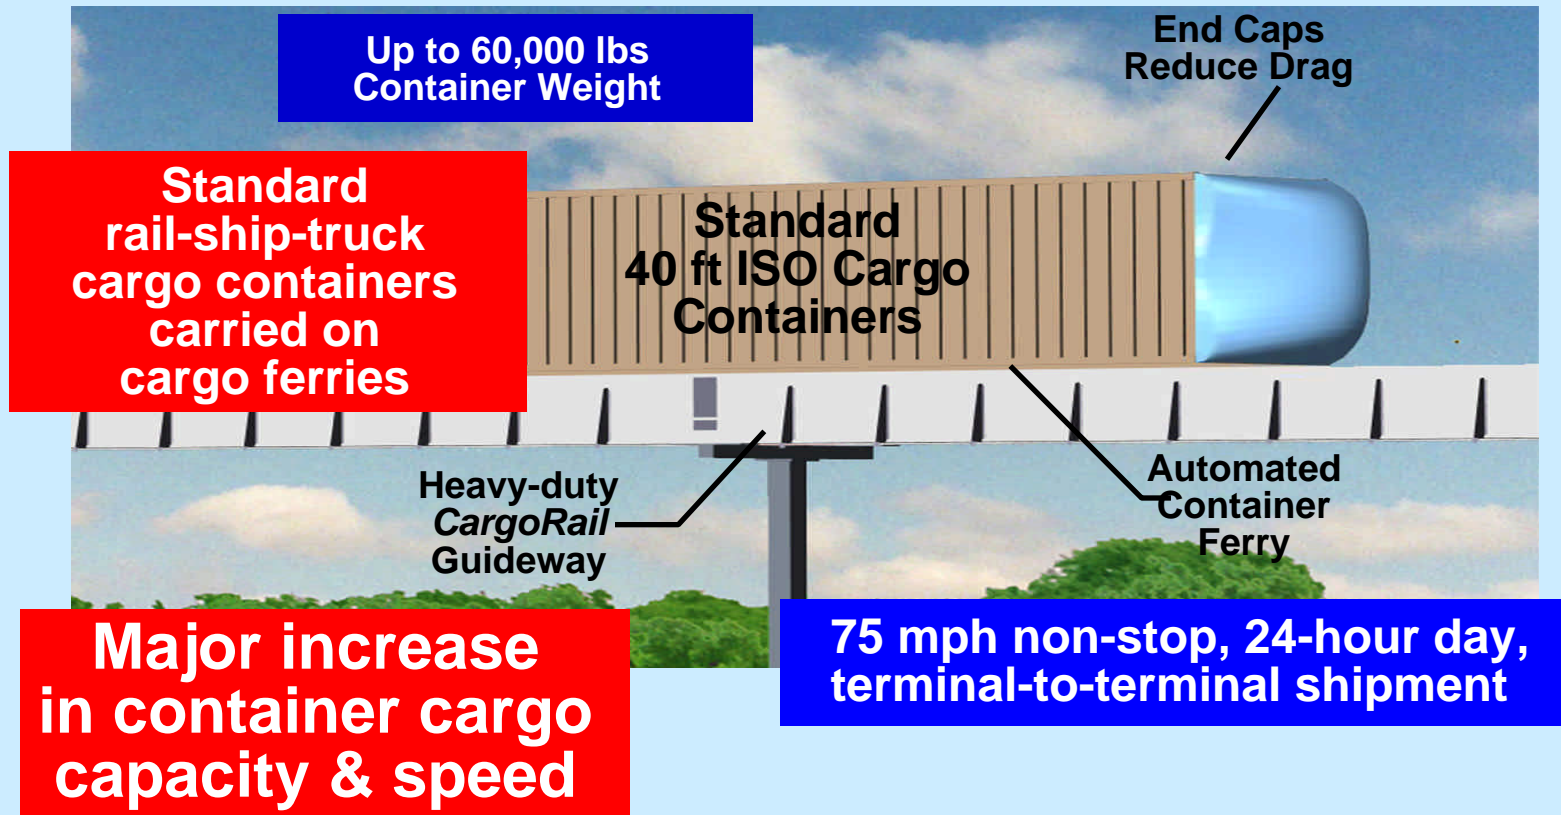 Up to 60,000 lbs
Container Weight
End Caps
Reduce Drag
Standard
rail-ship-truck
cargo containers
carried on
cargo ferries
Standard
40 ft ISO Cargo
Containers
Heavy-duty
CargoRail
Guideway
Automated
Container
Ferry
Major increase
in container cargo
capacity & speed
75 mph non-stop, 24-hour day,
terminal-to-terminal shipment